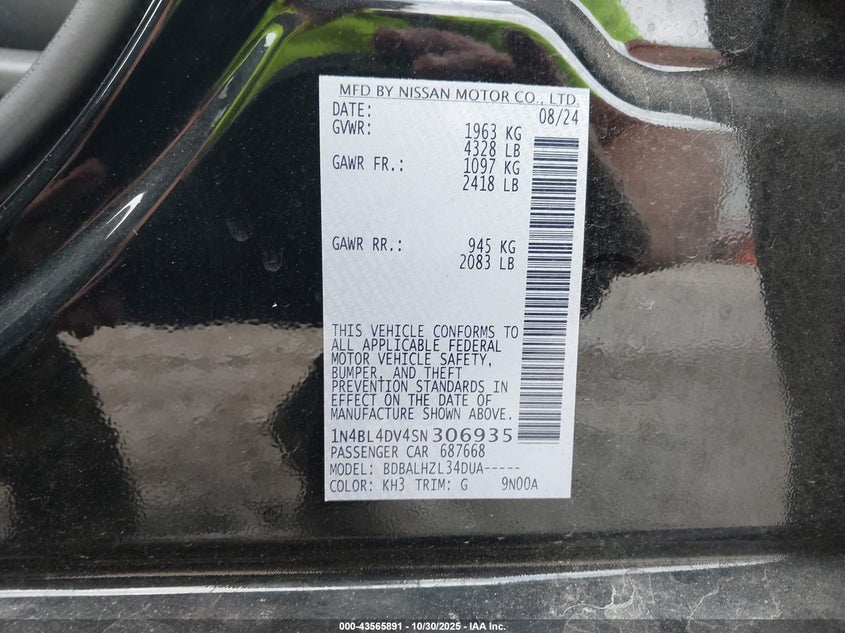 MFD BY NISSAN MOTOR CO., LTD.
DATE: 08/24
GVWR: 1963 KG
4328 LB
GAWR FR.: 1097 KG
2418 LB
GAWR RR.: 945 KG
2083 LB
THIS VEHICLE CONFORMS TO
ALL APPLICABLE FEDERAL
MOTOR VEHICLE SAFETY,
BUMPER, AND THEFT
PREVENTION STANDARDS IN
EFFECT ON THE DATE OF
MANUFACTURE SHOWN ABOVE.
1N4BL4DV4SN306935
PASSENGER CAR 687668
MODEL: BDBALHZL34DUA-----
COLOR: KH3 TRIM: G 9N00A
000-43565891 - 10/30/2025 - IAA Inc.